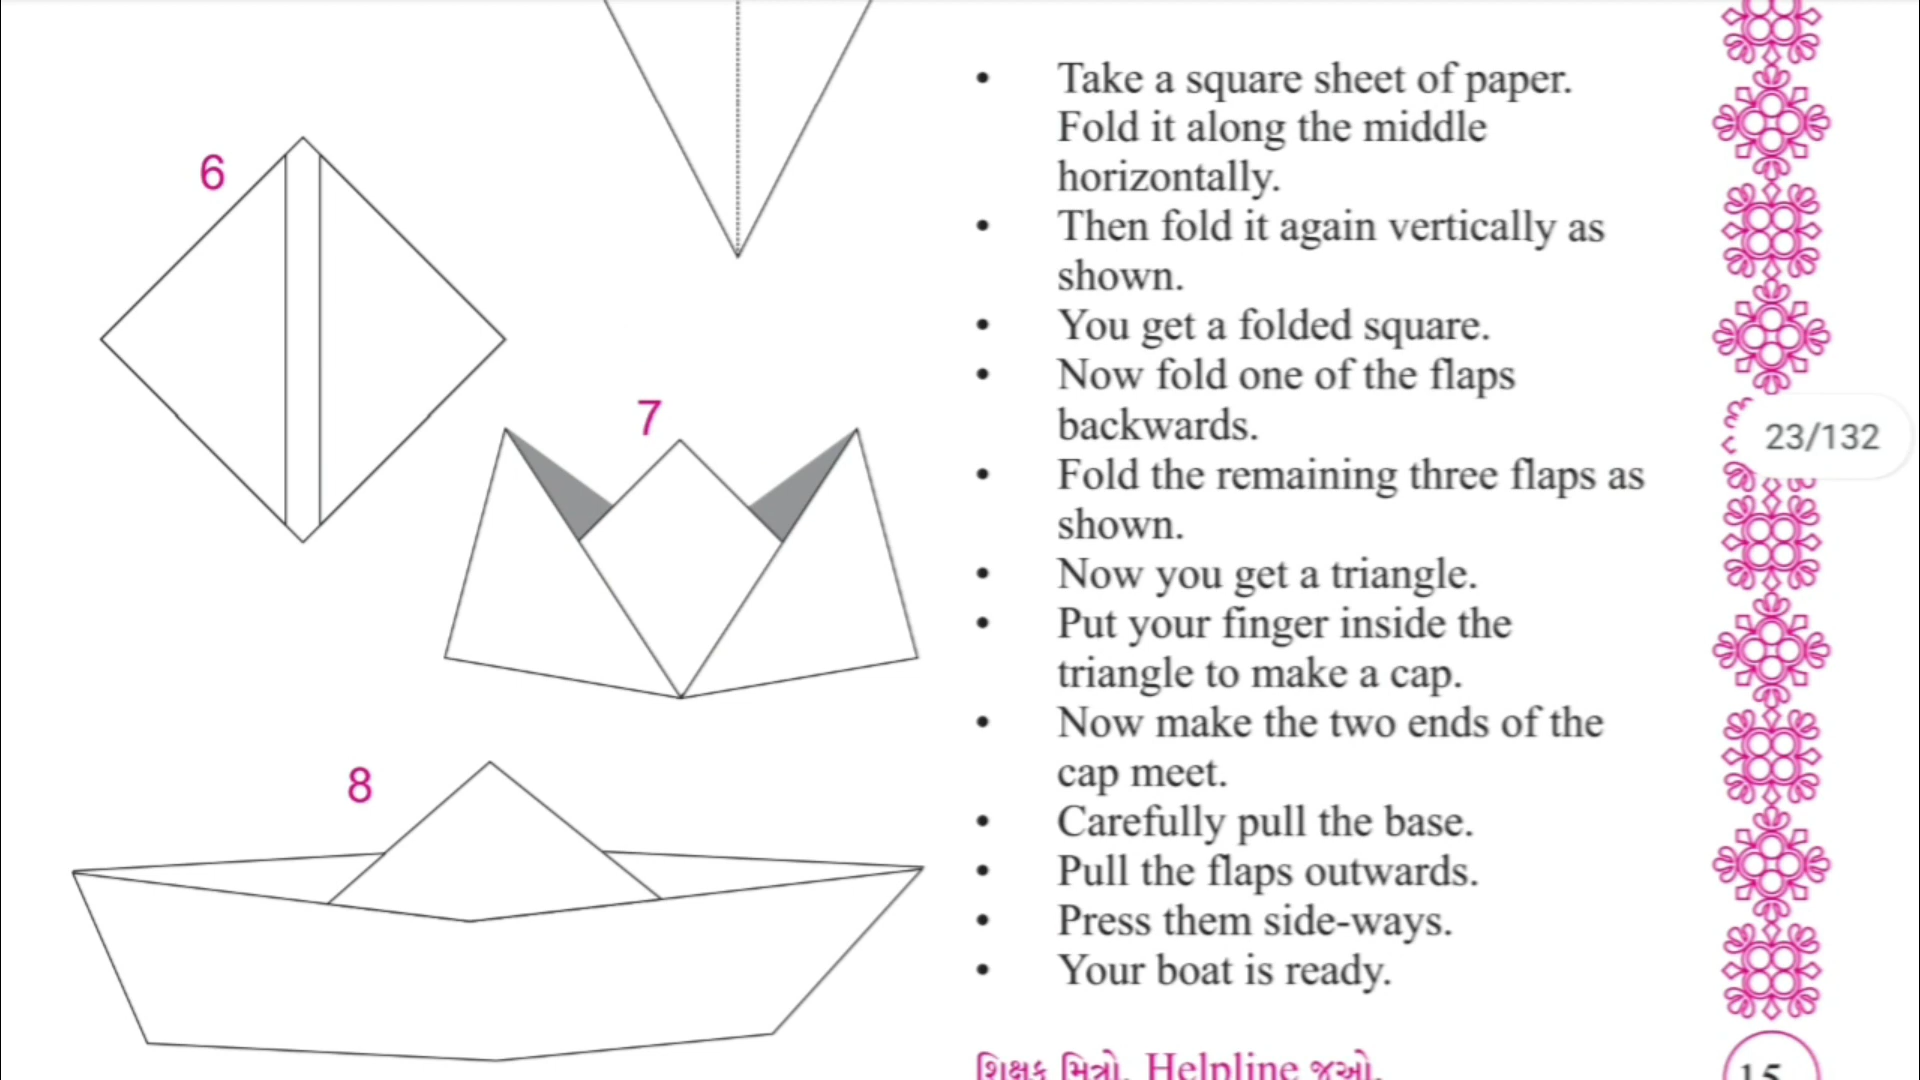 6
7
8
• Take a square sheet of paper.
Fold it along the middle
horizontally.
• Then fold it again vertically as
shown.
• You get a folded square.
• Now fold one of the flaps
backwards.
• Fold the remaining three flaps as
shown.
• Now you get a triangle.
• Put your finger inside the
triangle to make a cap.
• Now make the two ends of the
cap meet.
• Carefully pull the base.
• Pull the flaps outwards.
• Press them side-ways.
• Your boat is ready.
શિક્ષક મિત્રો, Helpline જુઓ.
23/132
15